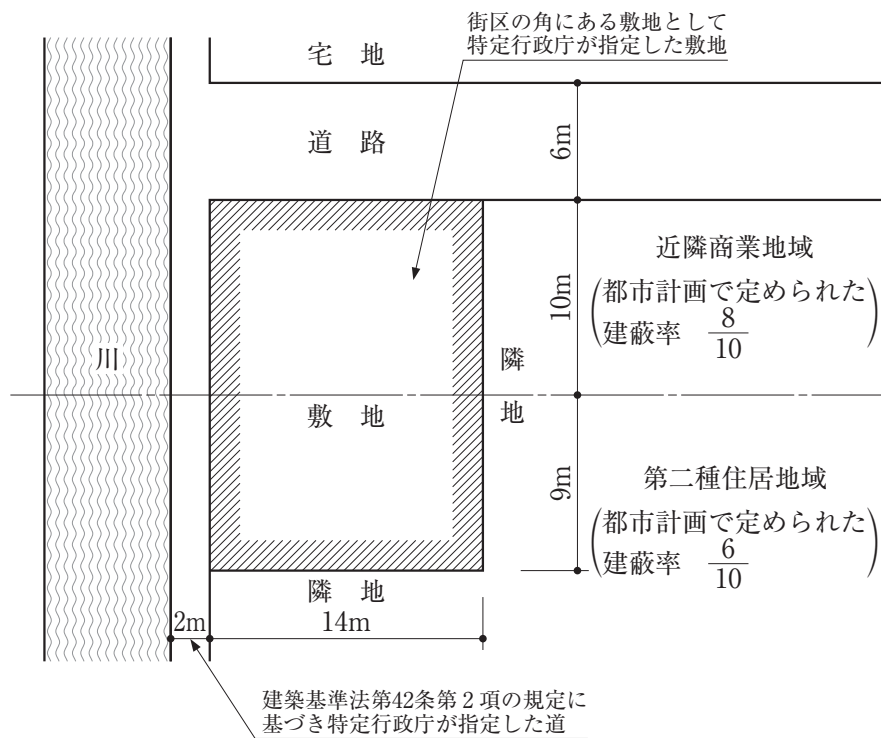 街区の角にある敷地として
特定行政庁が指定した敷地
宅 地
道 路
6m
近隣商業地域
(都市計画で定められた
建蔽率 8/10)
10m
川
隣
地
敷 地
9m
第二種住居地域
(都市計画で定められた
建蔽率 6/10)
隣 地
2m
14m
建築基準法第42条第2項の規定に
基づき特定行政庁が指定した道